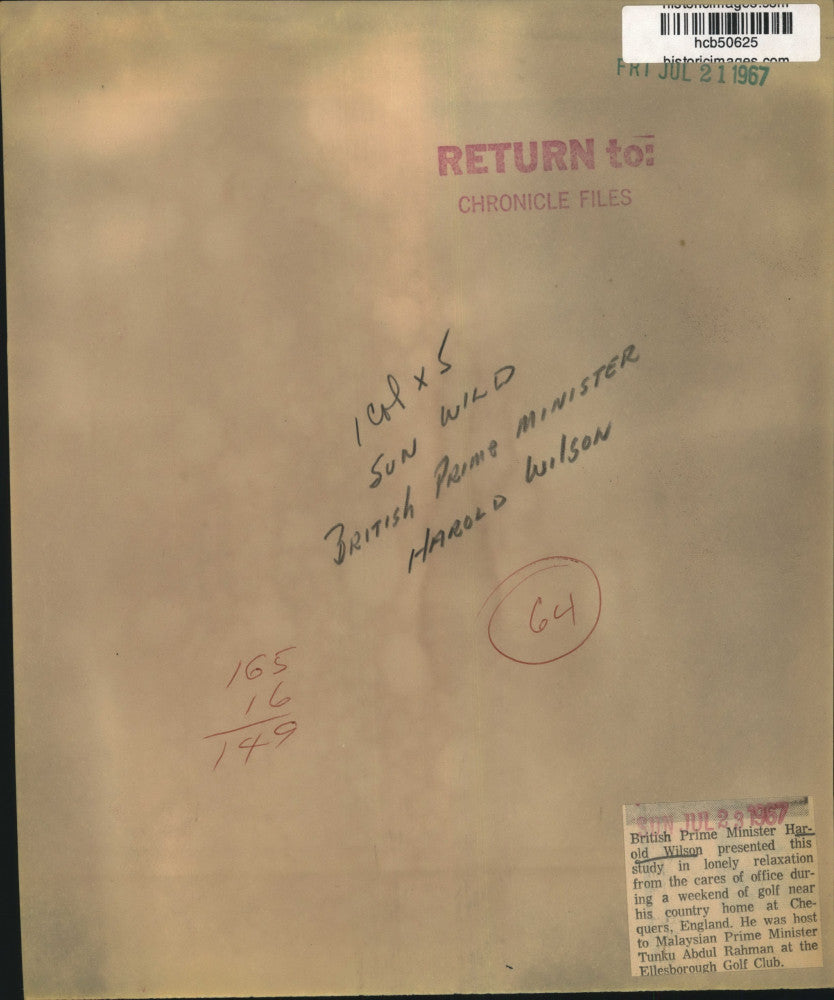 hcb50625
historicimages.com
FRI JUL 21 1967
RETURN to:
CHRONICLE FILES
1 Col x 5
SUN WILD
BRITISH PRIME MINISTER
HAROLD WILSON
64
165
16
149
SUN JUL 23 1967
British Prime Minister Har-
old Wilson presented this
study in lonely relaxation
from the cares of office dur-
ing a weekend of golf near
his country home at Che-
quers, England. He was host
to Malaysian Prime Minister
Tunku Abdul Rahman at the
Ellesborough Golf Club.